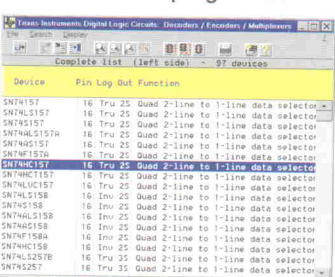 Texas Instruments Digital Logic Circuits: Decoders / Encoders / Multiplexers
File Search Display
Complete list (left side) - 97 devices
Device Pin Log Out Function
SN74157 16 Tru 2S Quad 2-line to 1-line data selector
SN74LS157 16 Tru 2S Quad 2-line to 1-line data selector
SN74S157 16 Tru 2S Quad 2-line to 1-line data selector
SN74ALS157A 16 Tru 2S Quad 2-line to 1-line data selector
SN74AS157 16 Tru 2S Quad 2-line to 1-line data selector
SN74F157A 16 Tru 2S Quad 2-line to 1-line data selector
SN74HC157 16 Tru 2S Quad 2-line to 1-line data selector
SN74HCT157 16 Tru 2S Quad 2-line to 1-line data selector
SN74LVC157 16 Tru 2S Quad 2-line to 1-line data selector
SN74LS158 16 Inv 2S Quad 2-line to 1-line data selector
SN74S158 16 Inv 2S Quad 2-line to 1-line data selector
SN74ALS158 16 Inv 2S Quad 2-line to 1-line data selector
SN74AS158 16 Inv 2S Quad 2-line to 1-line data selector
SN74F158A 16 Inv 2S Quad 2-line to 1-line data selector
SN74HC158 16 Inv 2S Quad 2-line to 1-line data selector
SN74LS257B 16 Tru 3S Quad 2-line to 1-line data selector
SN74S257 16 Tru 3S Quad 2-line to 1-line data selector